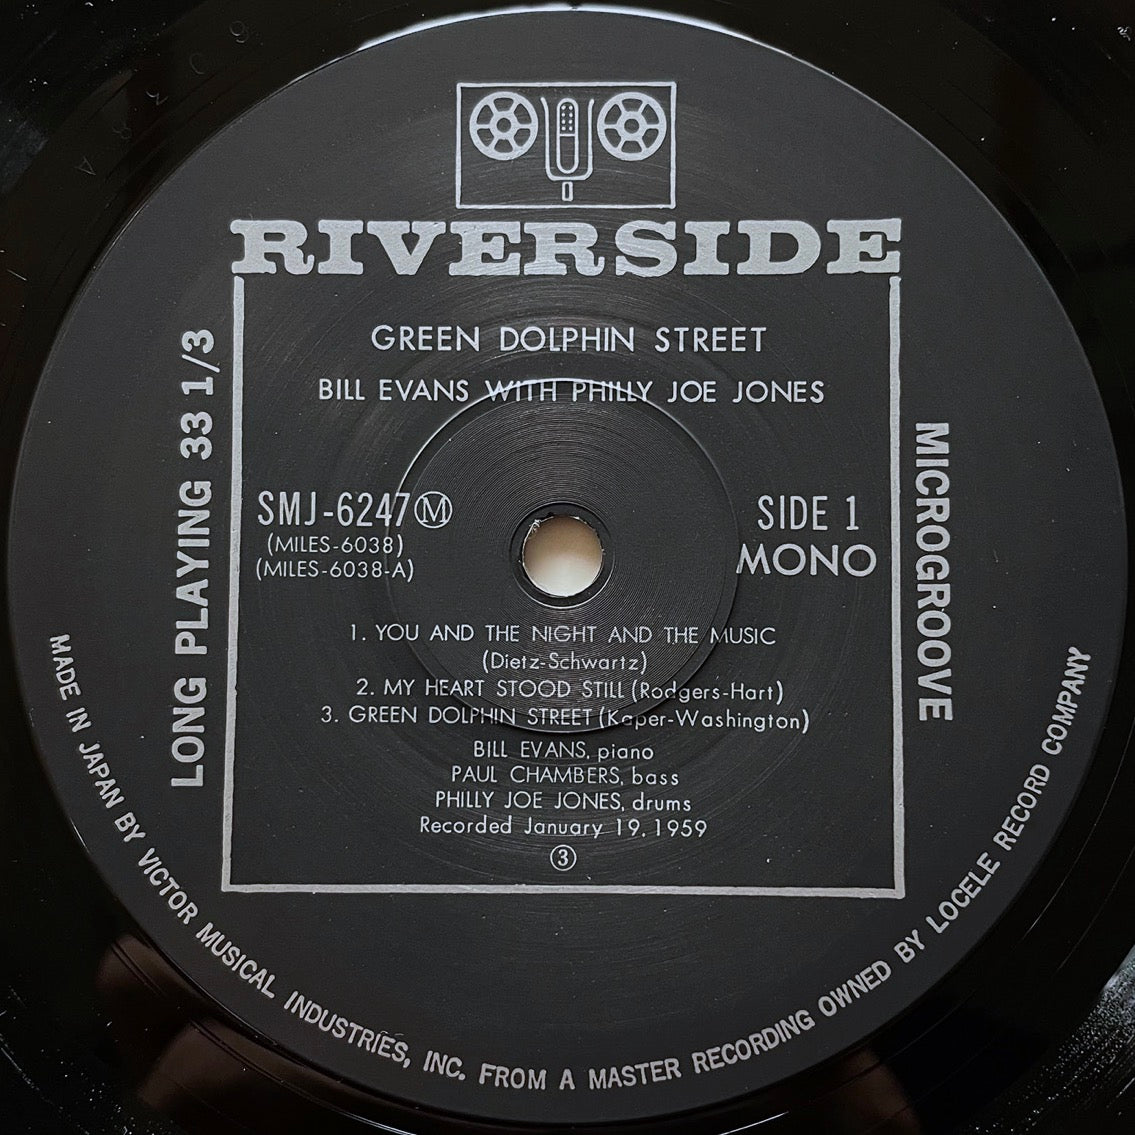 RIVERSIDE
GREEN DOLPHIN STREET
BILL EVANS WITH PHILLY JOE JONES
SMJ-6247 Ⓜ
(MILES-6038)
(MILES-6038-A)
SIDE 1
MONO
1. YOU AND THE NIGHT AND THE MUSIC
(Dietz-Schwartz)
2. MY HEART STOOD STILL (Rodgers-Hart)
3. GREEN DOLPHIN STREET (Kaper-Washington)
BILL EVANS, piano
PAUL CHAMBERS, bass
PHILLY JOE JONES, drums
Recorded January 19, 1959
③
LONG PLAYING 33 1/3
MICROGROOVE
MADE IN JAPAN BY VICTOR MUSICAL INDUSTRIES, INC. FROM A MASTER RECORDING OWNED BY LOCELE RECORD COMPANY